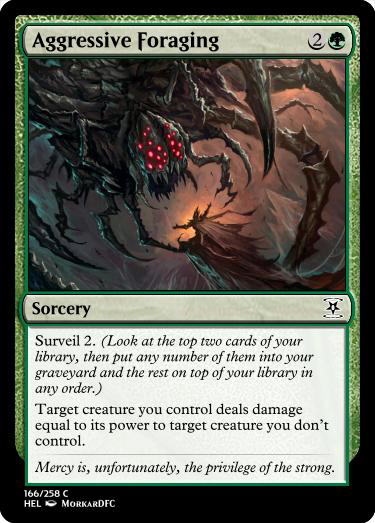 Aggressive Foraging 2
Sorcery
Surveil 2. (Look at the top two cards of your
library, then put any number of them into your
graveyard and the rest on top of your library in
any order.)
Target creature you control deals damage
equal to its power to target creature you don't
control.
Mercy is, unfortunately, the privilege of the strong.
166/258 C
HEL MorkarDFC